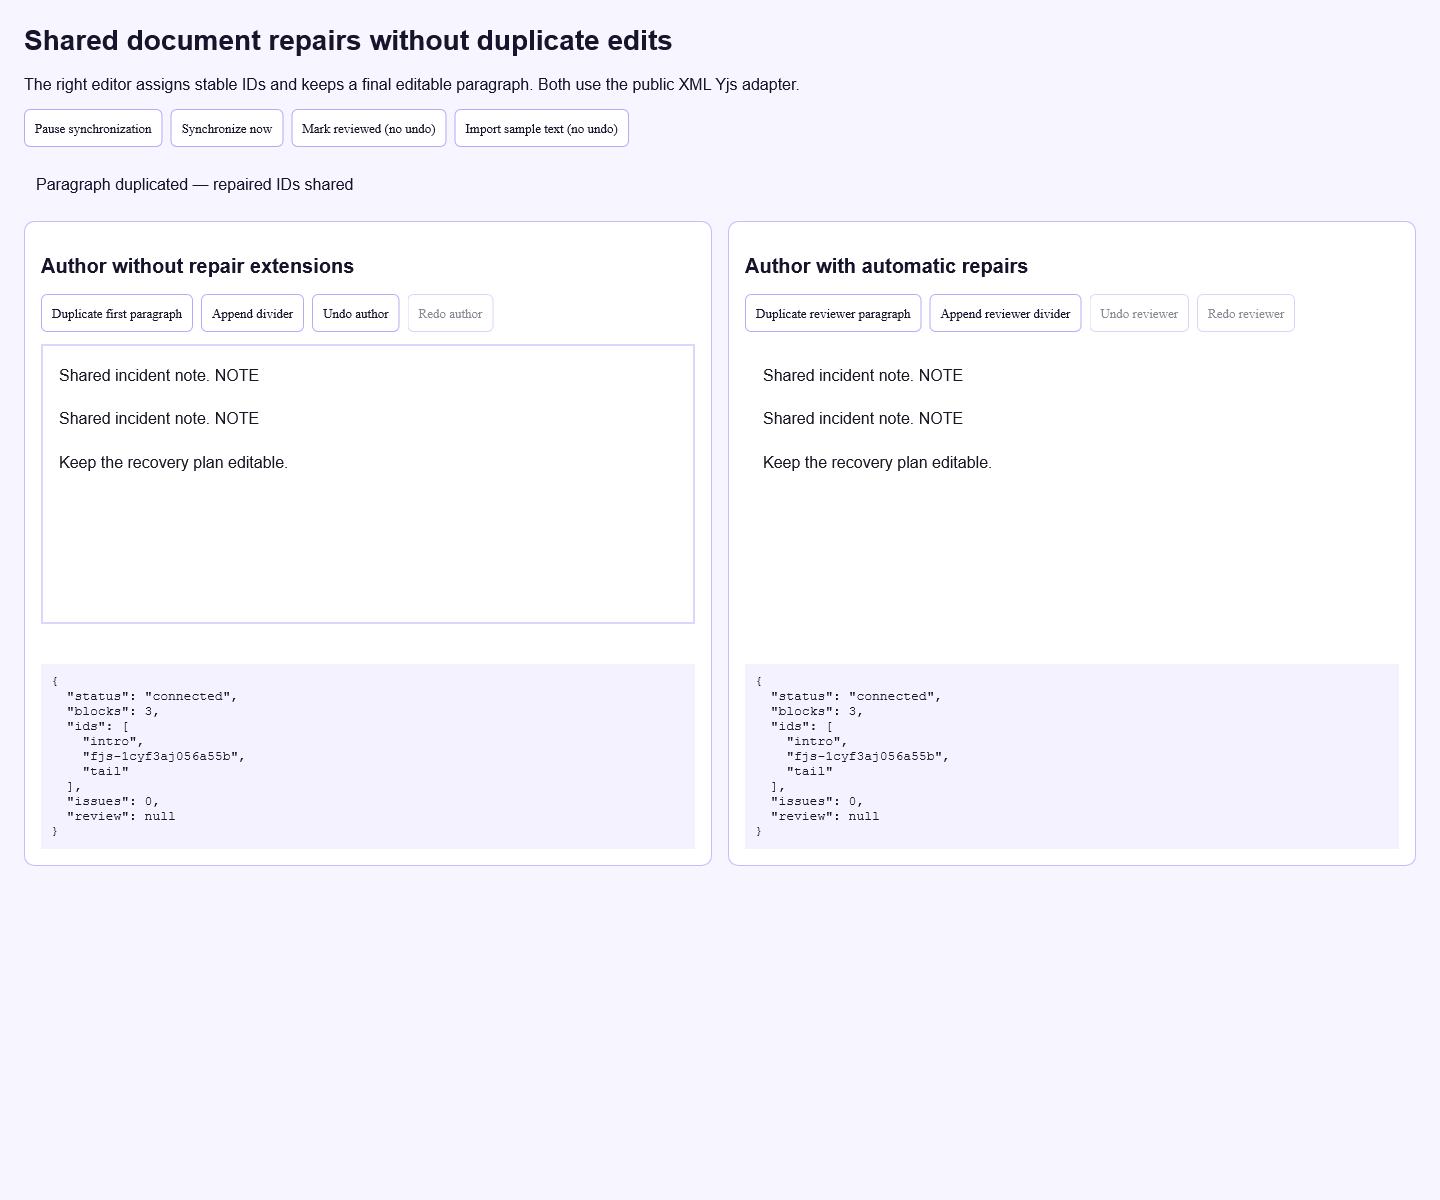 Shared document repairs without duplicate edits
The right editor assigns stable IDs and keeps a final editable paragraph. Both use the public XML Yjs adapter.
Pause synchronization
Synchronize now
Mark reviewed (no undo)
Import sample text (no undo)
Paragraph duplicated — repaired IDs shared
Author without repair extensions
Duplicate first paragraph
Append divider
Undo author
Redo author
Shared incident note. NOTE
Shared incident note. NOTE
Keep the recovery plan editable.
{
"status": "connected",
"blocks": 3,
"ids": [
"intro",
"fjs-1cyf3aj056a55b",
"tail"
],
"issues": 0,
"review": null
}
Author with automatic repairs
Duplicate reviewer paragraph
Append reviewer divider
Undo reviewer
Redo reviewer
Shared incident note. NOTE
Shared incident note. NOTE
Keep the recovery plan editable.
{
"status": "connected",
"blocks": 3,
"ids": [
"intro",
"fjs-1cyf3aj056a55b",
"tail"
],
"issues": 0,
"review": null
}